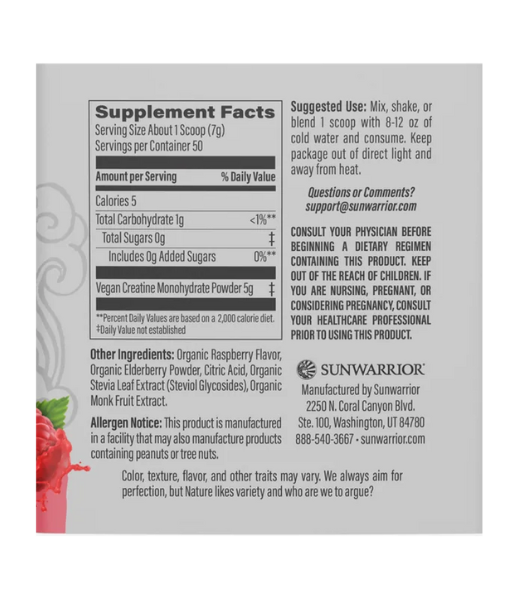 Supplement Facts
Serving Size About 1 Scoop (7g)
Servings per Container 50
Amount per Serving % Daily Value
Calories 5
Total Carbohydrate 1g <1%**
Total Sugars 0g ‡
Includes 0g Added Sugars 0%**
Vegan Creatine Monohydrate Powder 5g ‡
**Percent Daily Values are based on a 2,000 calorie diet.
‡Daily Value not established
Other Ingredients: Organic Raspberry Flavor,
Organic Elderberry Powder, Citric Acid, Organic
Stevia Leaf Extract (Steviol Glycosides), Organic
Monk Fruit Extract.
Allergen Notice: This product is manufactured
in a facility that may also manufacture products
containing peanuts or tree nuts.
Suggested Use: Mix, shake, or
blend 1 scoop with 8-12 oz of
cold water and consume. Keep
package out of direct light and
away from heat.
Questions or Comments?
support@sunwarrior.com
CONSULT YOUR PHYSICIAN BEFORE
BEGINNING A DIETARY REGIMEN
CONTAINING THIS PRODUCT. KEEP
OUT OF THE REACH OF CHILDREN. IF
YOU ARE NURSING, PREGNANT, OR
CONSIDERING PREGNANCY, CONSULT
YOUR HEALTHCARE PROFESSIONAL
PRIOR TO USING THIS PRODUCT.
SUNWARRIOR®
Manufactured by Sunwarrior
2250 N. Coral Canyon Blvd.
Ste. 100, Washington, UT 84780
888-540-3667 • sunwarrior.com
Color, texture, flavor, and other traits may vary. We always aim for
perfection, but Nature likes variety and who are we to argue?